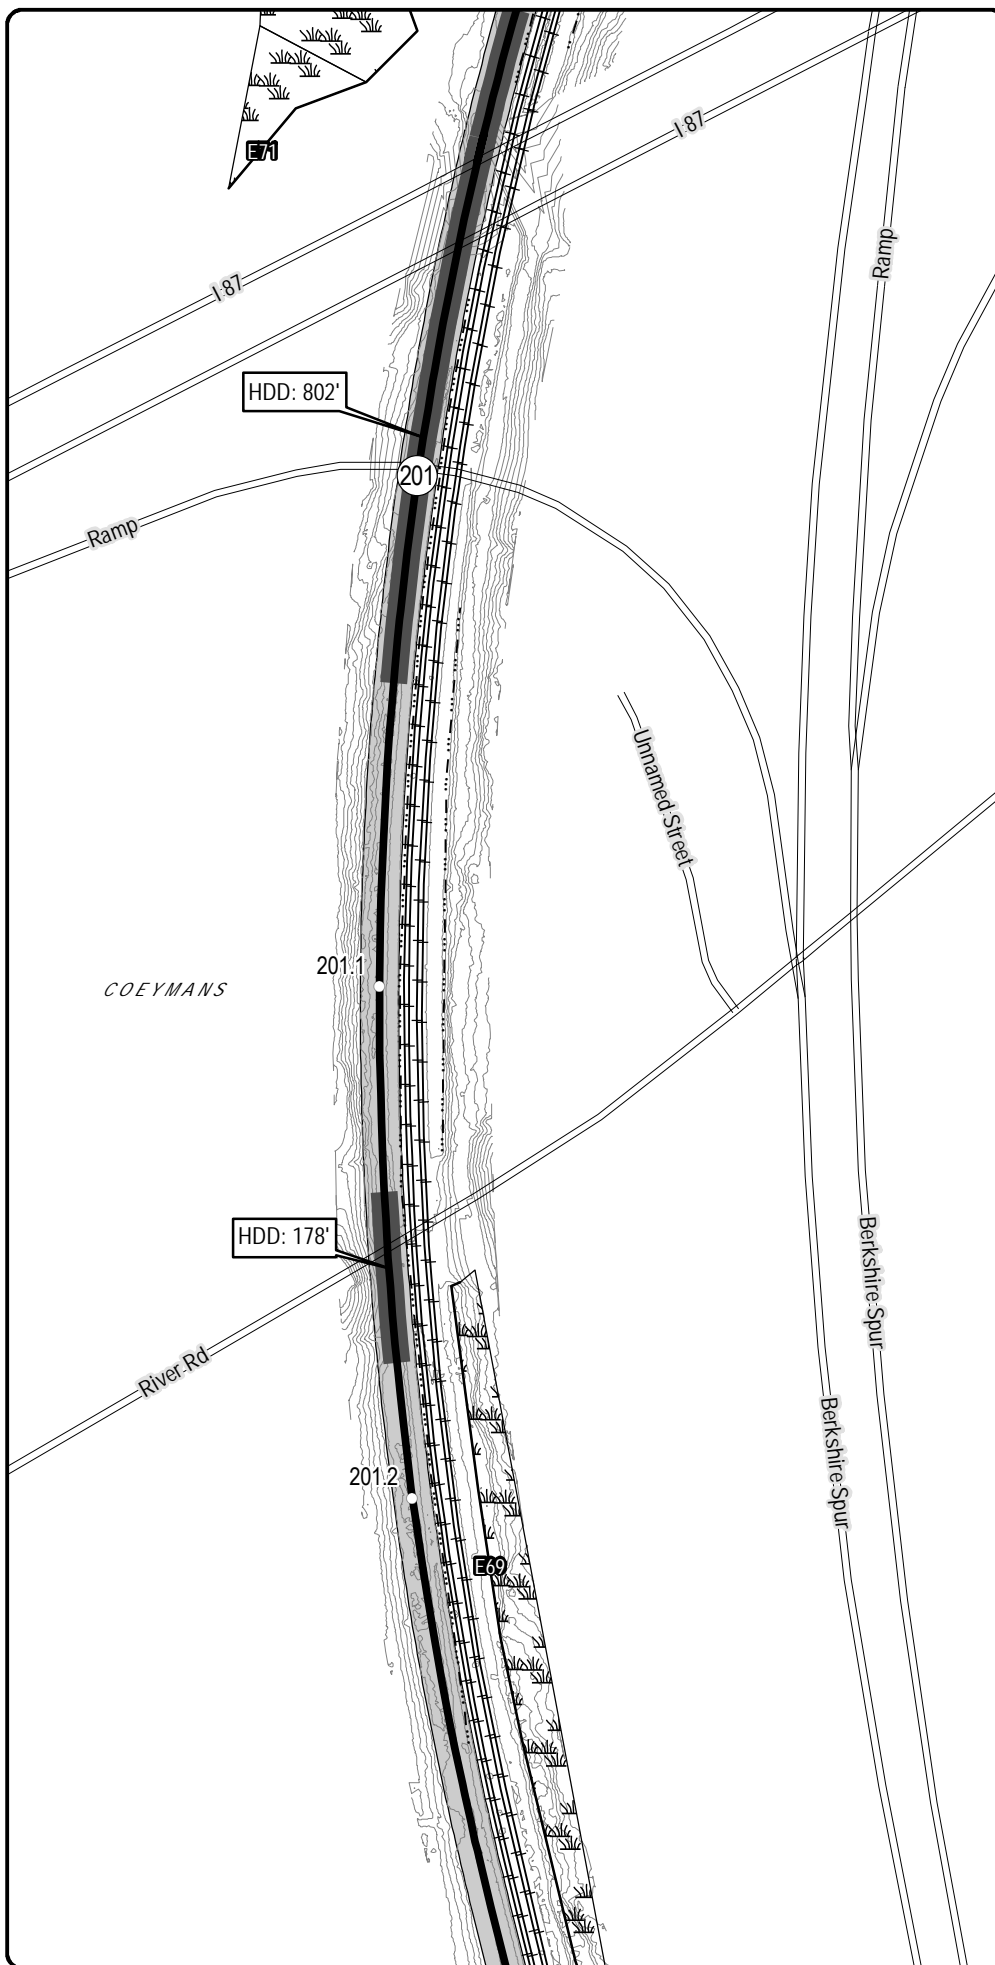 E71
I 87
I 87
Ramp
HDD: 802'
201
Ramp
Unnamed Street
201.1
COEYMANS
HDD: 178'
Berkshire Spur
River Rd
Berkshire Spur
201.2
E69